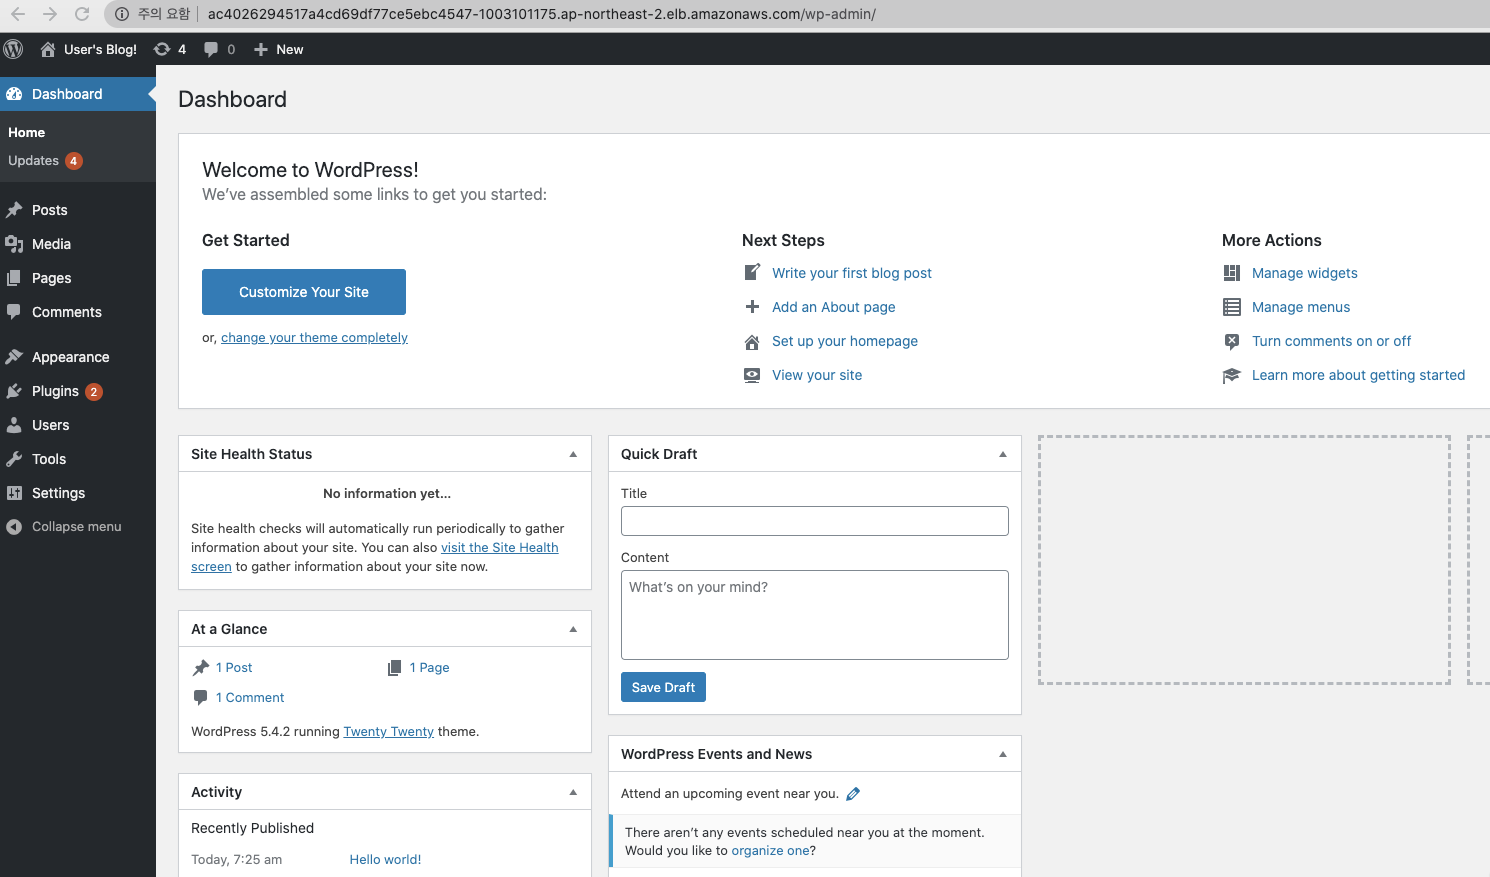 주의 요함 ac4026294517a4cd69df77ce5ebc4547-1003101175.ap-northeast-2.elb.amazonaws.com/wp-admin/
User's Blog! 4 0 New
Dashboard
Home
Updates 4
Posts
Media
Pages
Comments
Appearance
Plugins 2
Users
Tools
Settings
Collapse menu
Dashboard
Welcome to WordPress!
We’ve assembled some links to get you started:
Get Started
Customize Your Site
or, change your theme completely
Next Steps
Write your first blog post
Add an About page
Set up your homepage
View your site
More Actions
Manage widgets
Manage menus
Turn comments on or off
Learn more about getting started
Site Health Status
No information yet...
Site health checks will automatically run periodically to gather
information about your site. You can also visit the Site Health
screen to gather information about your site now.
At a Glance
1 Post
1 Page
1 Comment
WordPress 5.4.2 running Twenty Twenty theme.
Activity
Recently Published
Today, 7:25 am Hello world!
Quick Draft
Title
Content
What’s on your mind?
Save Draft
WordPress Events and News
Attend an upcoming event near you.
There aren’t any events scheduled near you at the moment.
Would you like to organize one?